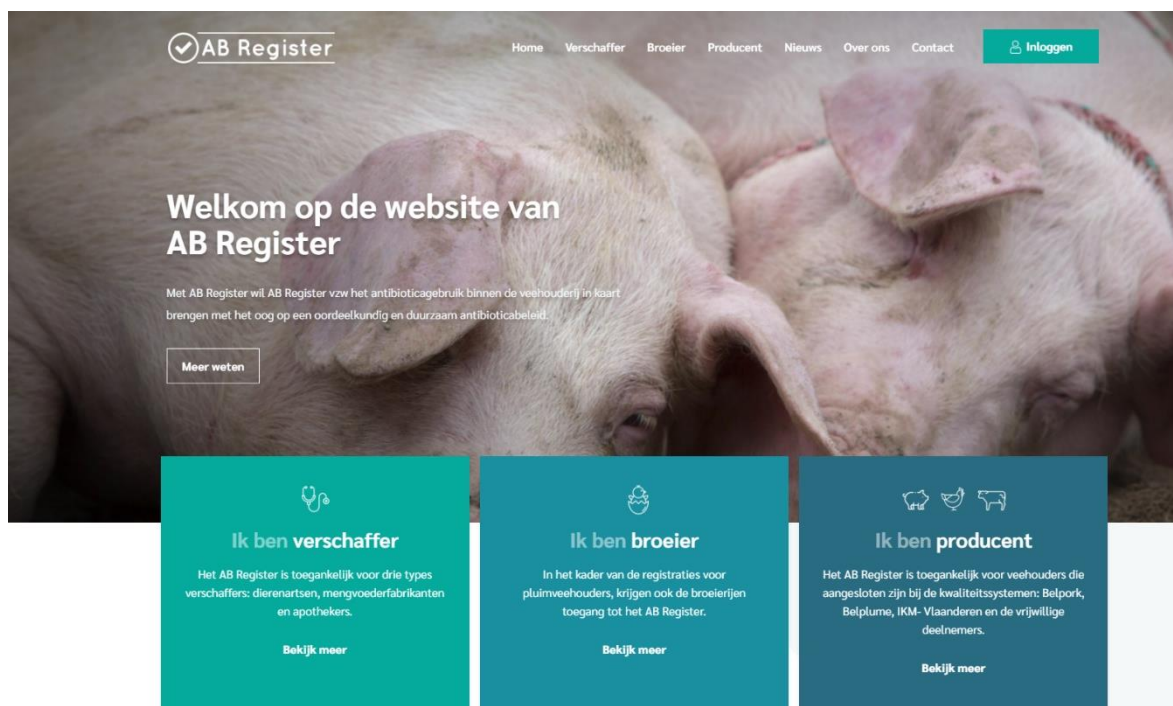 AB Register
Home Verschaffer Broeier Producent Nieuws Over ons Contact Inloggen
Welkom op de website van
AB Register
Met AB Register wil AB Register vzw het antibioticagebruik binnen de veehouderij in kaart
brengen met het oog op een oordeelkundig en duurzaam antibioticabeleid.
Meer weten
Ik ben verschaffer
Het AB Register is toegankelijk voor drie types
verschaffers: dierenartsen, mengvoederfabrikanten
en apothekers.
Bekijk meer
Ik ben broeier
In het kader van de registraties voor
pluimveehouders, krijgen ook de broeierijen
toegang tot het AB Register.
Bekijk meer
Ik ben producent
Het AB Register is toegankelijk voor veehouders die
aangesloten zijn bij de kwaliteitssystemen: Belpork,
Belplume, IKM- Vlaanderen en de vrijwillige
deelnemers.
Bekijk meer